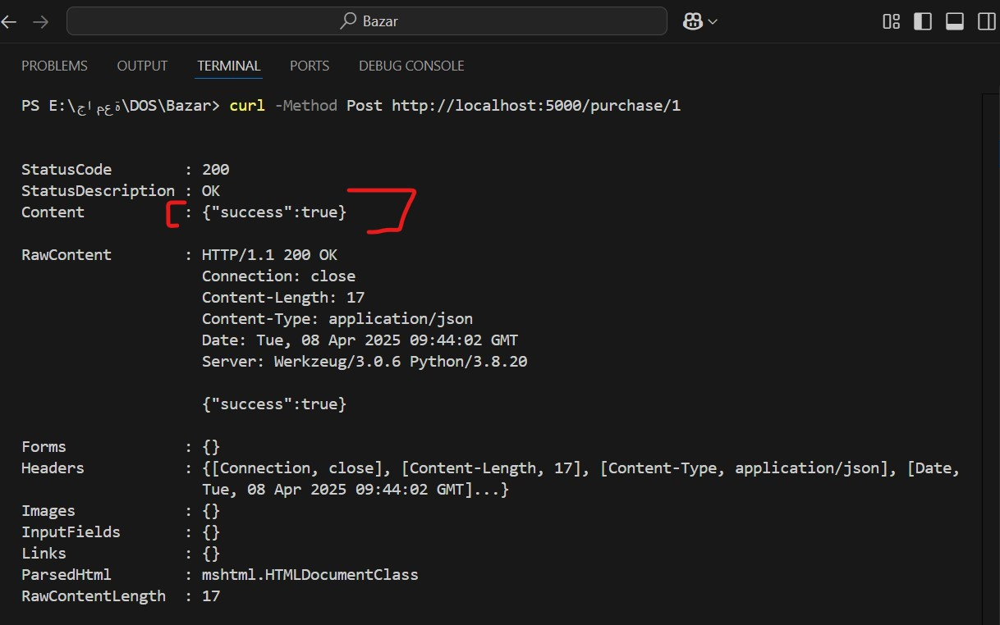 Bazar
PROBLEMS OUTPUT TERMINAL PORTS DEBUG CONSOLE
PS E:\جامعة\DOS\Bazar> curl -Method Post http://localhost:5000/purchase/1
StatusCode : 200
StatusDescription : OK
Content : {"success":true}
RawContent : HTTP/1.1 200 OK
Connection: close
Content-Length: 17
Content-Type: application/json
Date: Tue, 08 Apr 2025 09:44:02 GMT
Server: Werkzeug/3.0.6 Python/3.8.20
{"success":true}
Forms : {}
Headers : {[Connection, close], [Content-Length, 17], [Content-Type, application/json], [Date,
Tue, 08 Apr 2025 09:44:02 GMT]...}
Images : {}
InputFields : {}
Links : {}
ParsedHtml : mshtml.HTMLDocumentClass
RawContentLength : 17